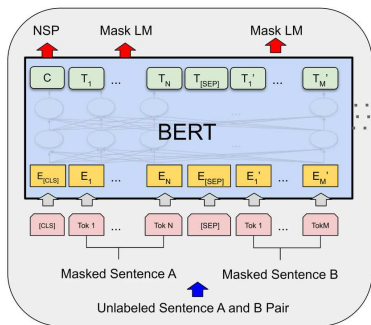 NSP Mask LM Mask LM
C T1 ... TN T[SEP] T1' ... TM'
BERT
E[CLS] E1 ... EN E[SEP] E1' ... EM'
[CLS] Tok 1 ... Tok N [SEP] Tok 1 ... TokM
Masked Sentence A Masked Sentence B
Unlabeled Sentence A and B Pair